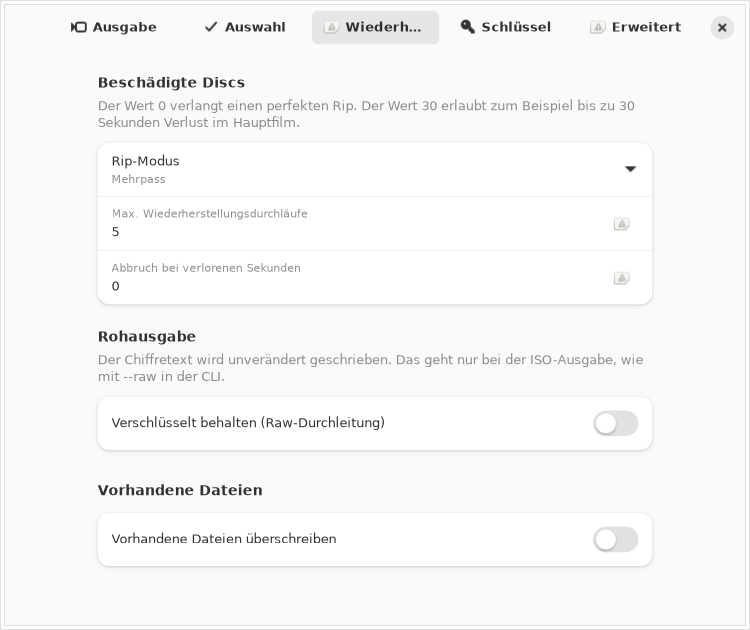 Ausgabe
Auswahl
Wiederh...
Schlüssel
Erweitert
Beschädigte Discs
Der Wert 0 verlangt einen perfekten Rip. Der Wert 30 erlaubt zum Beispiel bis zu 30
Sekunden Verlust im Hauptfilm.
Rip-Modus
Mehrpass
Max. Wiederherstellungsdurchläufe
5
Abbruch bei verlorenen Sekunden
0
Rohausgabe
Der Chiffretext wird unverändert geschrieben. Das geht nur bei der ISO-Ausgabe, wie
mit --raw in der CLI.
Verschlüsselt behalten (Raw-Durchleitung)
Vorhandene Dateien
Vorhandene Dateien überschreiben